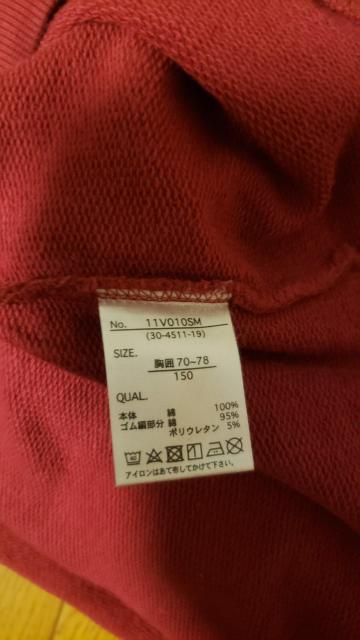 No. 11V010SM
(30-4511-19)
SIZE.
胸囲 70~78
150
QUAL.
本体 綿 100%
ゴム編部分 綿 95%
ポリウレタン 5%
アイロンはあて布してかけて下さい。